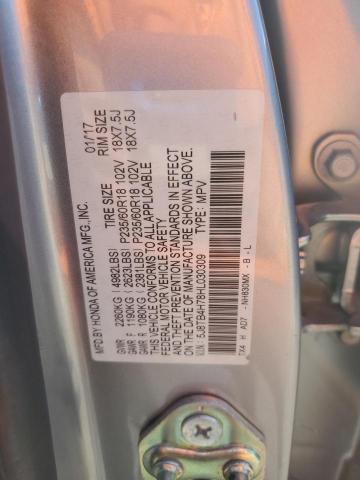 MFD.BY HONDA OF AMERICA MFG.,INC. 01/17
TIRE SIZE RIM SIZE
GVWR 2260KG (4982LBS)
GAWR F 1190KG (2623LBS) P235/60R18 102V 18X7.5J
GAWR R 1080KG (2381LBS) P235/60R18 102V 18X7.5J
THIS VEHICLE CONFORMS TO ALL APPLICABLE
FEDERAL MOTOR VEHICLE SAFETY
AND THEFT PREVENTION STANDARDS IN EFFECT
ON THE DATE OF MANUFACTURE SHOWN ABOVE.
V.I.N.: 5J8TB4H78HL030309 TYPE: MPV
TX4 H AD7 - NH830MX - B - L